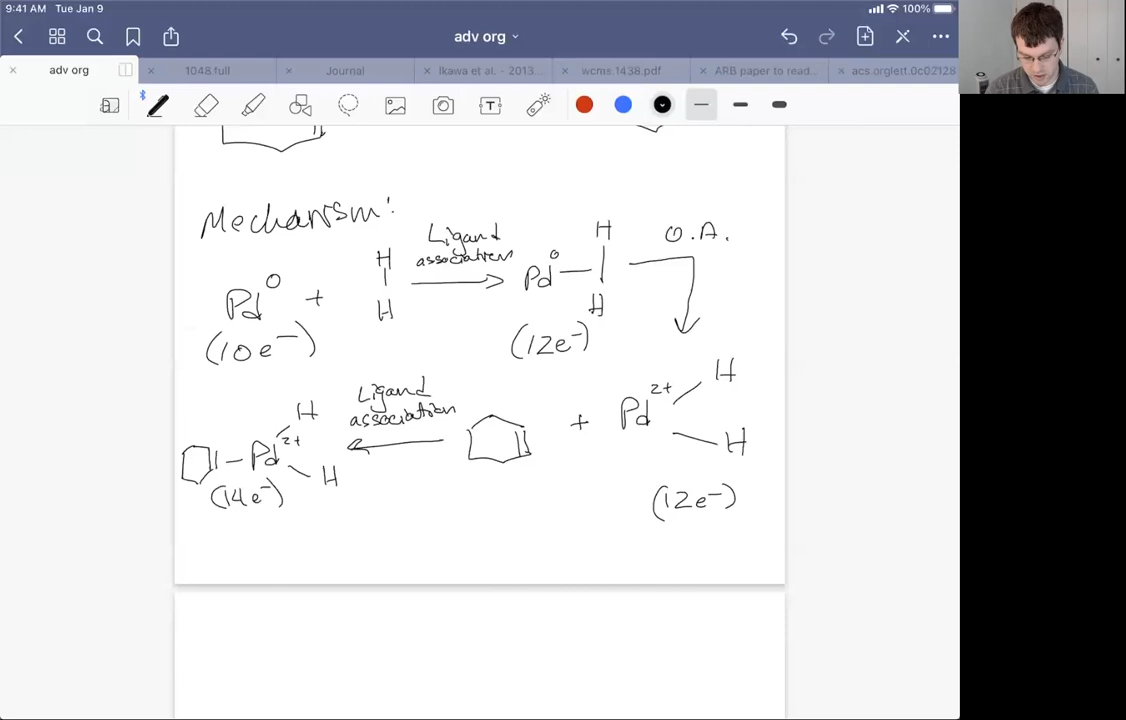 9:41 AM Tue Jan 9
100%
adv org
adv org
1048.full
Journal
Ikawa et al. - 2013...
wcms.1438.pdf
ARB paper to read...
acs.orglett.0c02128
T
Mechanism:
Pd⁰ + H H
(10e⁻)
Ligand
association
Pd⁰ H H
(12e⁻)
O.A.
Pd²⁺ H H
(12e⁻)
+
Ligand
association
Pd²⁺ H H
(14e⁻)